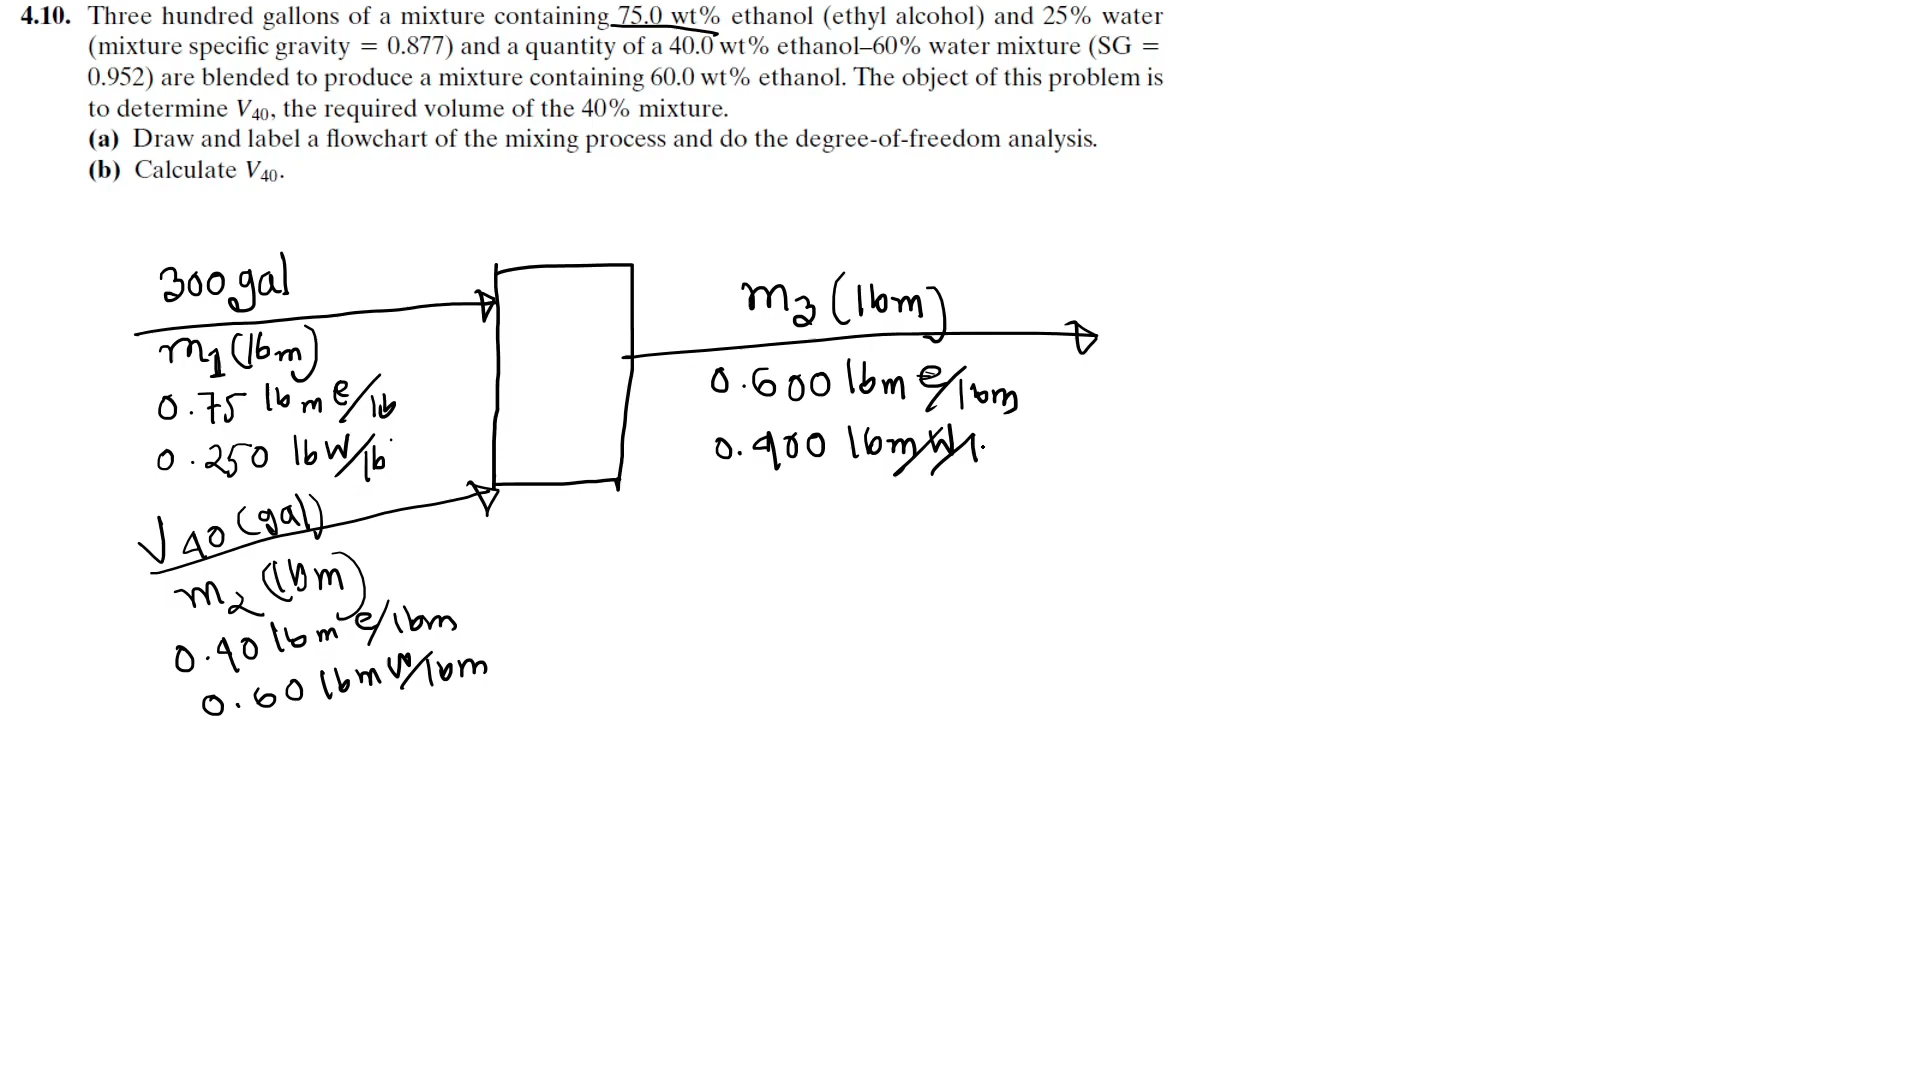 4.10. Three hundred gallons of a mixture containing 75.0 wt% ethanol (ethyl alcohol) and 25% water
(mixture specific gravity = 0.877) and a quantity of a 40.0 wt% ethanol–60% water mixture (SG =
0.952) are blended to produce a mixture containing 60.0 wt% ethanol. The object of this problem is
to determine V40, the required volume of the 40% mixture.
(a) Draw and label a flowchart of the mixing process and do the degree-of-freedom analysis.
(b) Calculate V40.
300 gal
m1 (lbm)
0.75 lbm e/lb
0.250 lb W/lb
V40 (gal)
m2 (lbm)
0.40 lbm e/lbm
0.60 lbm W/lbm
m3 (lbm)
0.600 lbm e/lbm
0.400 lbm